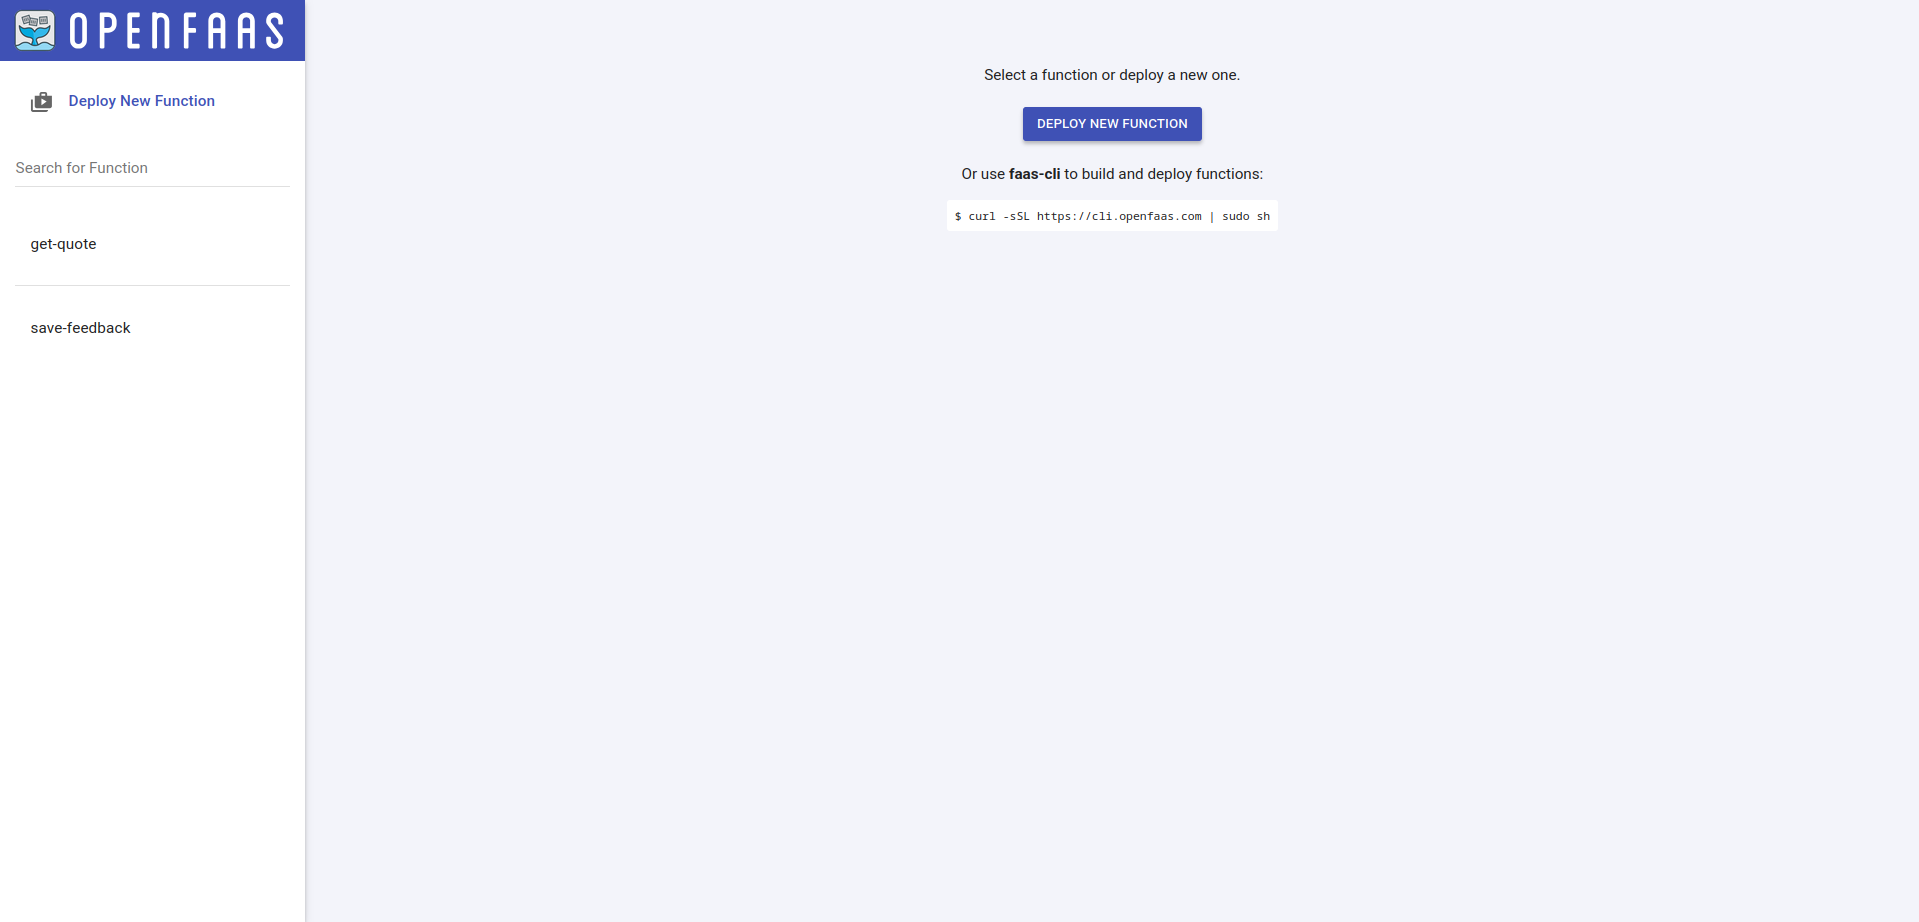 OPENFAAS
Deploy New Function
Search for Function
get-quote
save-feedback
Select a function or deploy a new one.
DEPLOY NEW FUNCTION
Or use faas-cli to build and deploy functions:
$ curl -sSL https://cli.openfaas.com | sudo sh